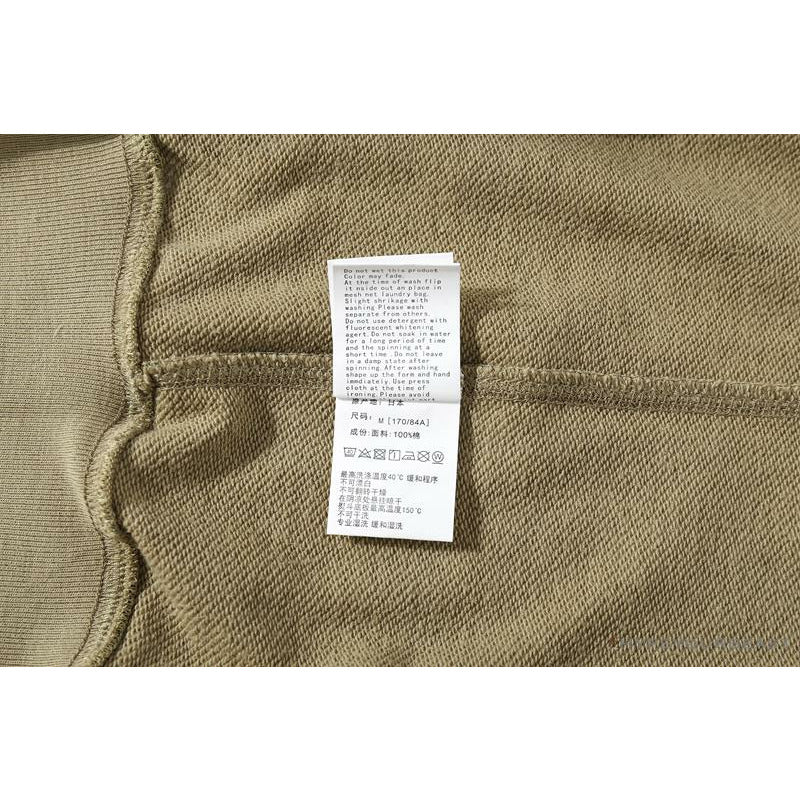 Do not wet this product.
Color may fade.
At the time of wash flip
it inside out an place in
mesh net laundry bag.
Slight shrikage with
washing.Please wash
separate from others.
Do not use detergent with
fluorescent whitening
agert.Do not soak in water
for a long period of time
and the spinning at a
short time .Do not leave
in a damp state after
spinning.After washing
shape up the form and hand
immediately.Use press
cloth at the time of
ironing.Please avoid
原产地: 日本
尺码: M [170/84A]
成份:面料:100%棉
最高洗涤温度40℃ 缓和程序
不可漂白
不可翻转干燥
在阴凉处悬挂晾干
熨斗底板最高温度150℃
不可干洗
专业湿洗 缓和湿洗